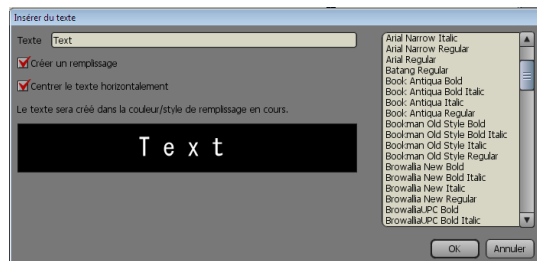 Insérer du texte
Texte Text
Créer un remplissage
Centrer le texte horizontalement
Le texte sera créé dans la couleur/style de remplissage en cours.
Text
Arial Narrow Italic
Arial Narrow Regular
Arial Regular
Batang Regular
Book Antiqua Bold
Book Antiqua Bold Italic
Book Antiqua Italic
Book Antiqua Regular
Bookman Old Style Bold
Bookman Old Style Bold Italic
Bookman Old Style Italic
Bookman Old Style Regular
Browallia New Bold
Browallia New Bold Italic
Browallia New Italic
Browallia New Regular
BrowalliaUPC Bold
BrowalliaUPC Bold Italic
OK Annuler